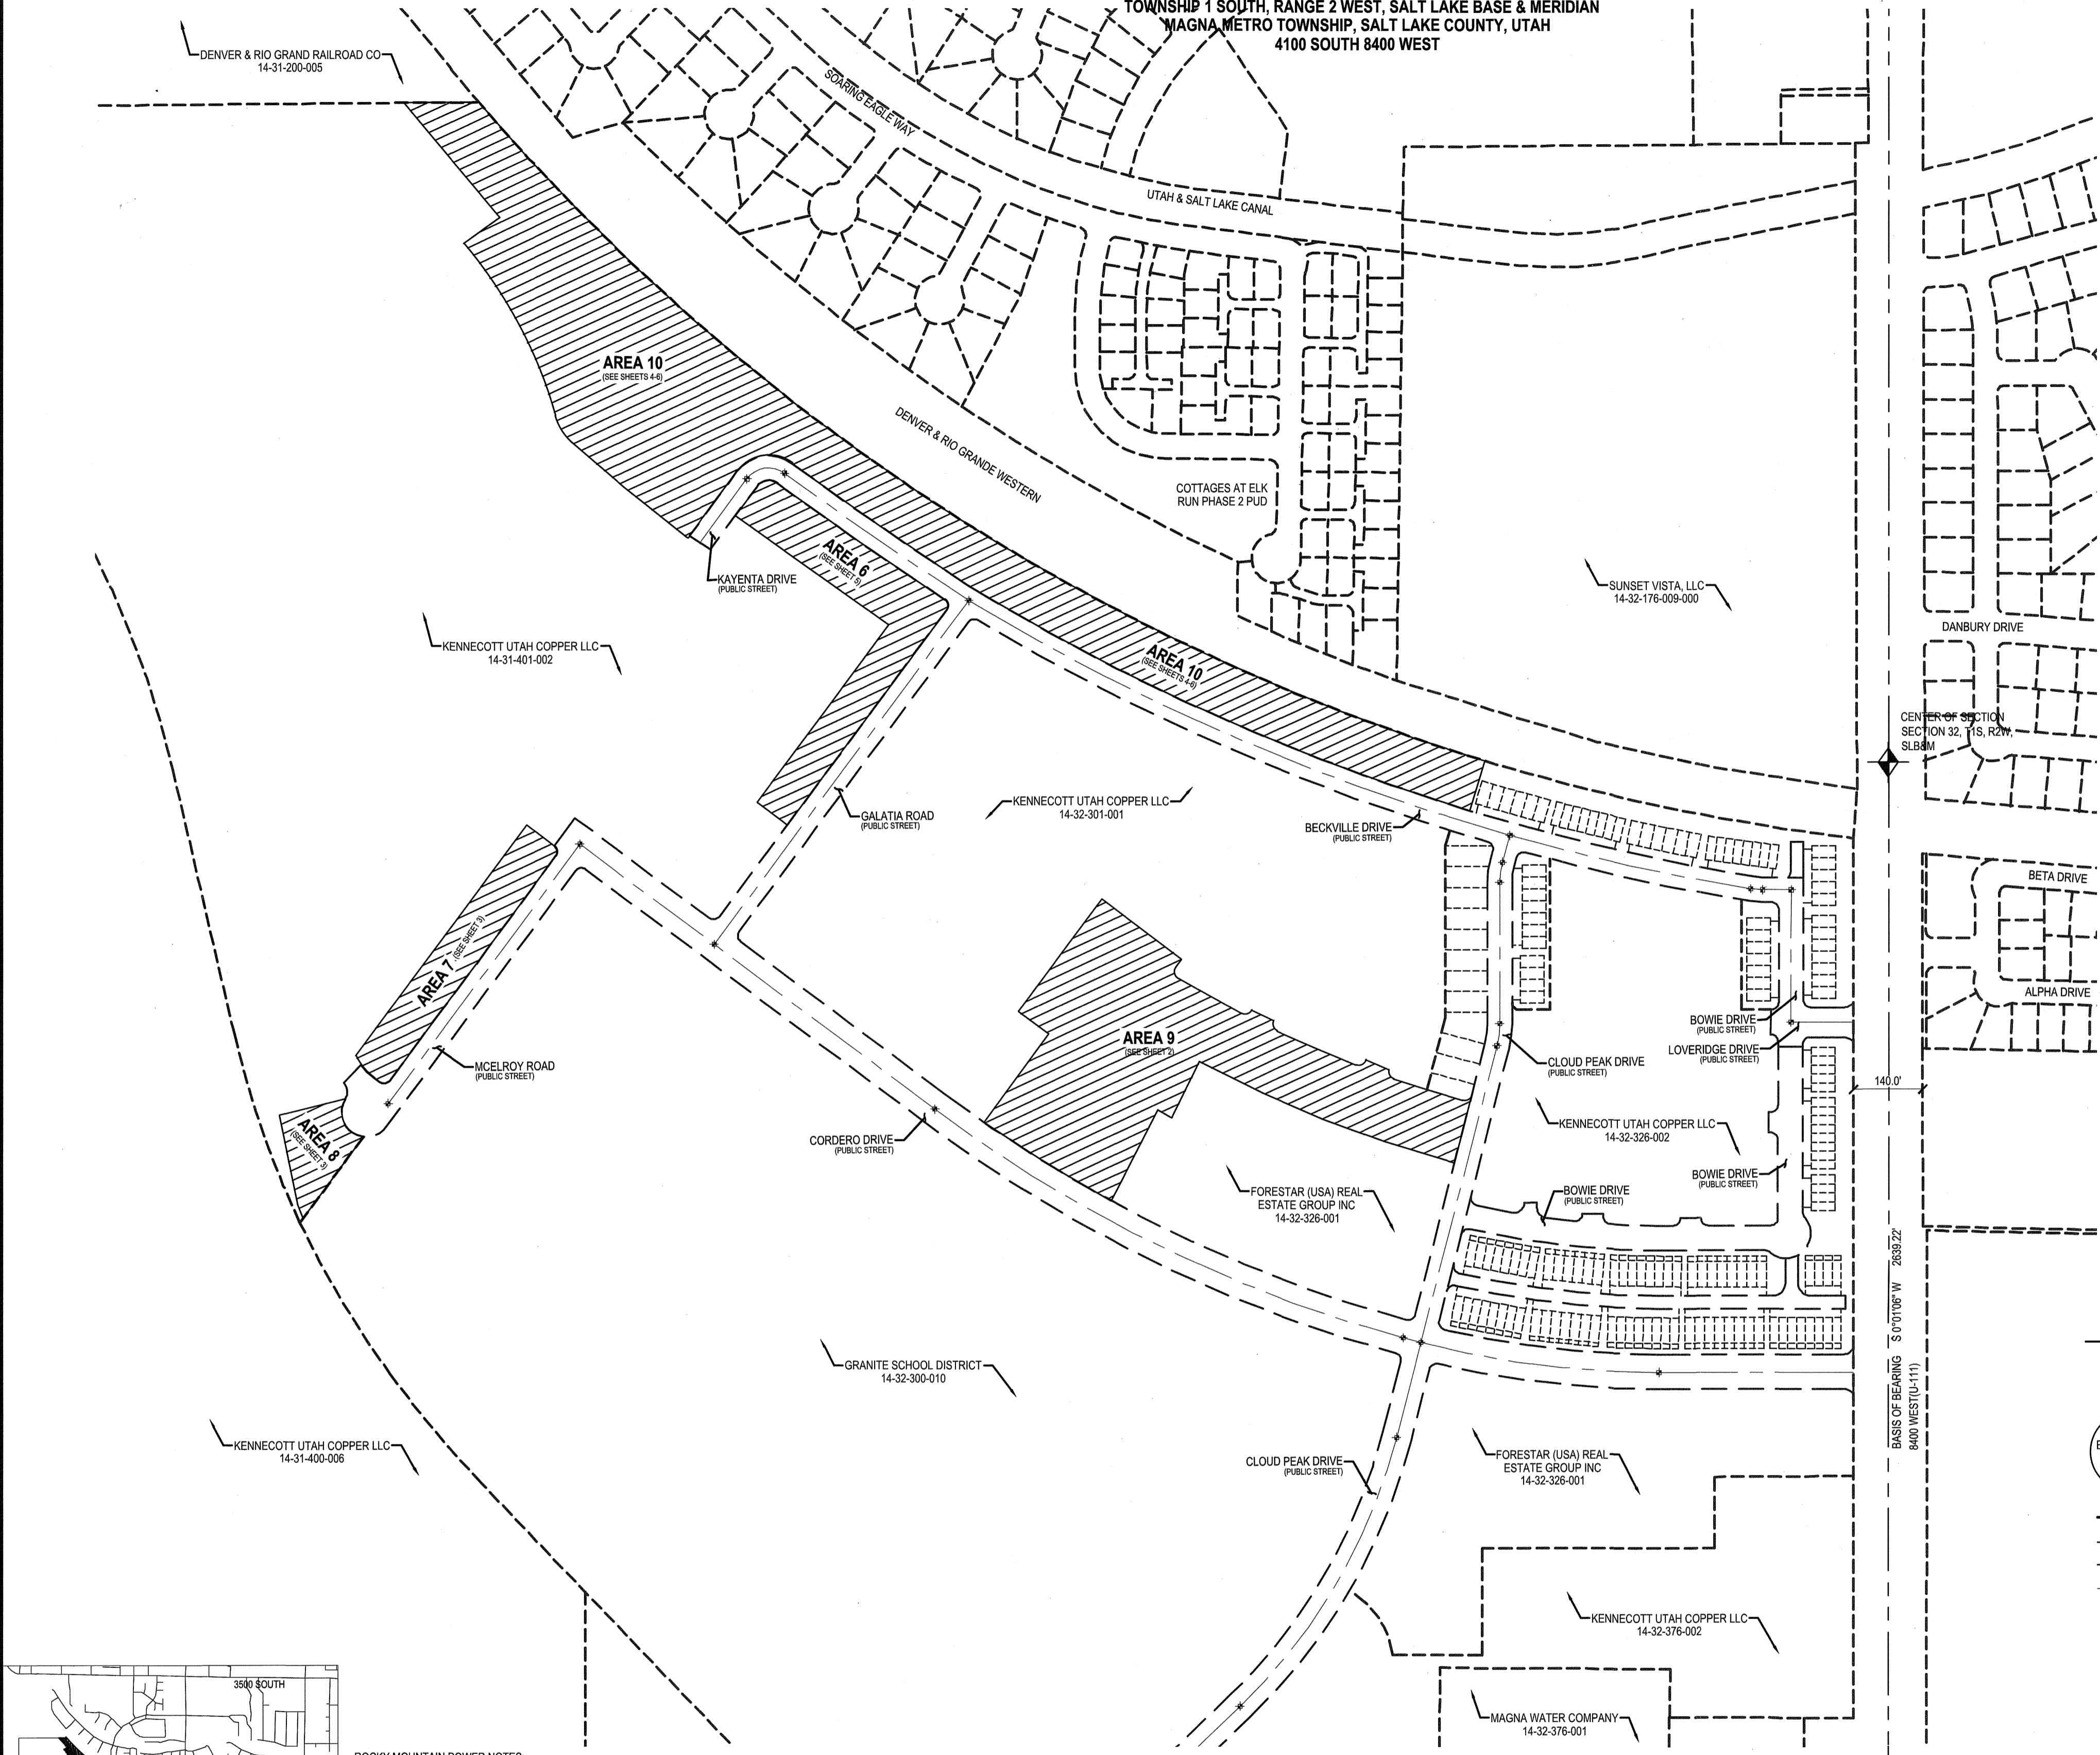 TOWNSHIP 1 SOUTH, RANGE 2 WEST, SALT LAKE BASE & MERIDIAN
MAGNA METRO TOWNSHIP, SALT LAKE COUNTY, UTAH
4100 SOUTH 8400 WEST
DENVER & RIO GRAND RAILROAD CO
14-31-200-005
SOARING EAGLE WAY
UTAH & SALT LAKE CANAL
AREA 10
(SEE SHEETS 4-6)
DENVER & RIO GRANDE WESTERN
COTTAGES AT ELK
RUN PHASE 2 PUD
AREA 6
(SEE SHEET 5)
KAYENTA DRIVE
(PUBLIC STREET)
SUNSET VISTA, LLC
14-32-176-009-000
DANBURY DRIVE
KENNECOTT UTAH COPPER LLC
14-31-401-002
AREA 10
(SEE SHEETS 4-6)
CENTER OF SECTION
SECTION 32, T1S, R2W,
SLB&M
KENNECOTT UTAH COPPER LLC
14-32-301-001
GALATIA ROAD
(PUBLIC STREET)
BECKVILLE DRIVE
(PUBLIC STREET)
BETA DRIVE
AREA 7
(SEE SHEET 3)
ALPHA DRIVE
BOWIE DRIVE
(PUBLIC STREET)
AREA 9
(SEE SHEET 2)
LOVERIDGE DRIVE
(PUBLIC STREET)
CLOUD PEAK DRIVE
(PUBLIC STREET)
MCELROY ROAD
(PUBLIC STREET)
140.0'
KENNECOTT UTAH COPPER LLC
14-32-326-002
AREA 8
(SEE SHEET 3)
CORDERO DRIVE
(PUBLIC STREET)
BOWIE DRIVE
(PUBLIC STREET)
FORESTAR (USA) REAL
ESTATE GROUP INC
14-32-326-001
BOWIE DRIVE
(PUBLIC STREET)
BASIS OF BEARING S 0°01'06" W 2639.22'
8400 WEST(U-111)
GRANITE SCHOOL DISTRICT
14-32-300-010
KENNECOTT UTAH COPPER LLC
14-31-400-006
CLOUD PEAK DRIVE
(PUBLIC STREET)
FORESTAR (USA) REAL
ESTATE GROUP INC
14-32-326-001
KENNECOTT UTAH COPPER LLC
14-32-376-002
3500 SOUTH
MAGNA WATER COMPANY
14-32-376-001
ROCKY MOUNTAIN POWER NOTES